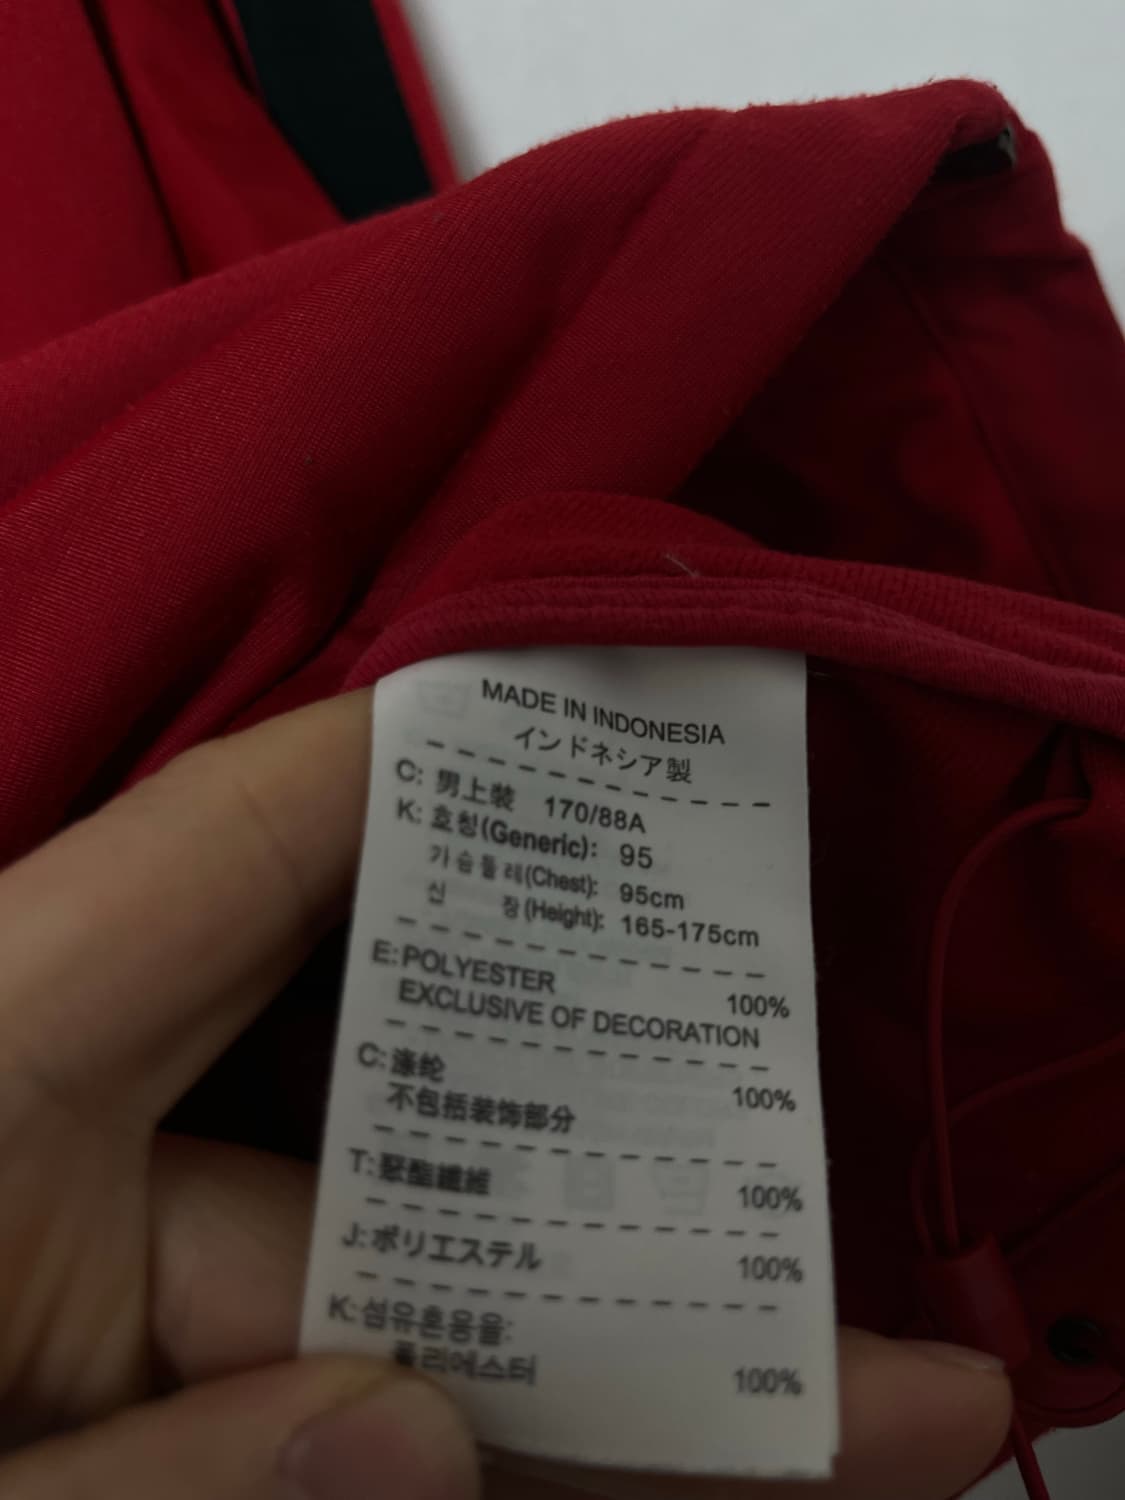 MADE IN INDONESIA
インドネシア製
C: 男上裝 170/88A
K: 호칭(Generic): 95
가슴둘레(Chest): 95cm
신 장(Height): 165-175cm
E: POLYESTER 100%
EXCLUSIVE OF DECORATION
C: 涤纶 100%
不包括装饰部分
T: 聚酯纖維 100%
J: ポリエステル 100%
K: 섬유혼용율:
폴리에스터 100%